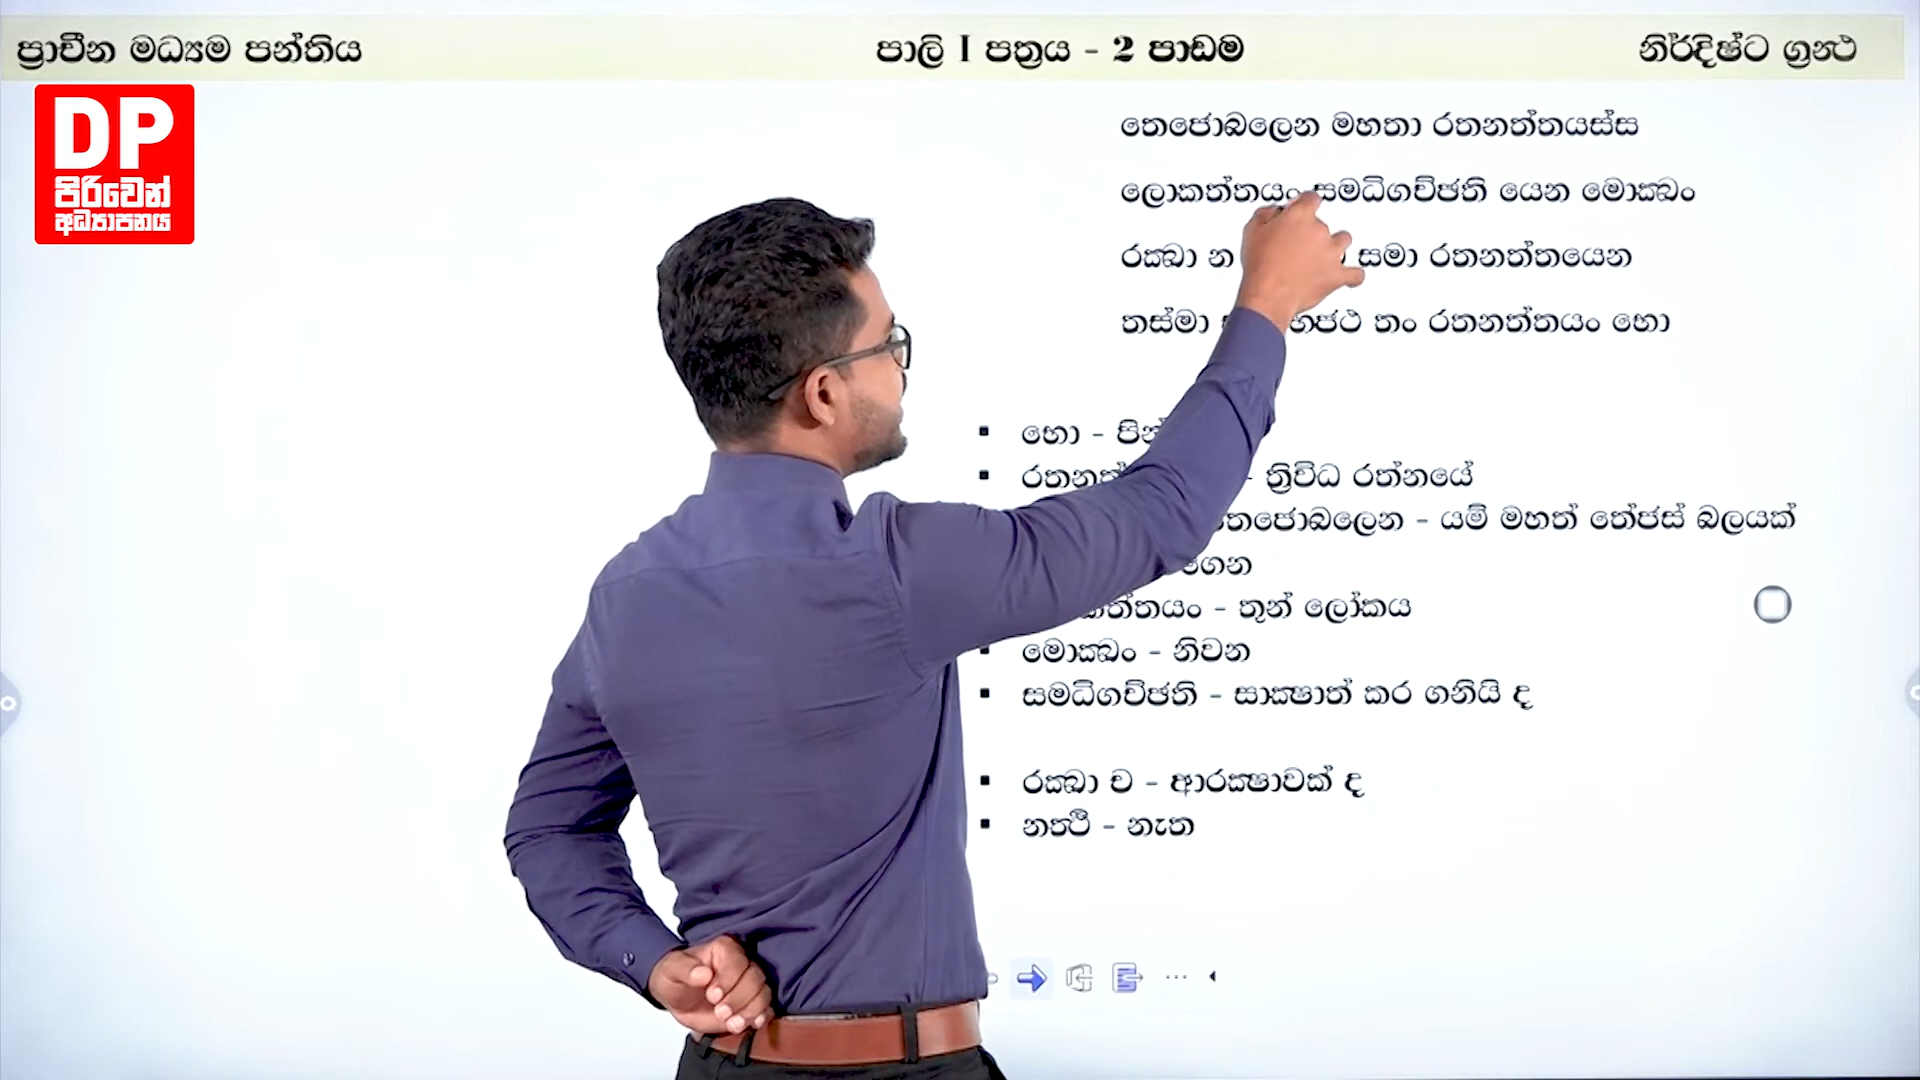 ප්‍රාචීන මධ්‍යම පන්තිය
පාලි I පත්‍රය - 2 පාඩම
නිර්දිෂ්ට ග්‍රන්ථ
DP
පිරිවෙන්
අධ්‍යාපනය
තෙජොබලෙන මහතා රතනත්තයස්ස
ලොකත්තයං සමධිගච්ඡති යෙන මොක්ඛං
රක්ඛා න සමා රතනත්තයෙන
තස්මා තං රතනත්තයං භො
භො -
- ත්‍රිවිධ රත්නයේ
තෙජොබලෙන - යම් මහත් තේජස් බලයක්
- තුන් ලෝකය
මොක්ඛං - නිවන
සමධිගච්ඡති - සාක්ෂාත් කර ගනියි ද
රක්ඛා ච - ආරක්ෂාවක් ද
නත්ථි - නැත